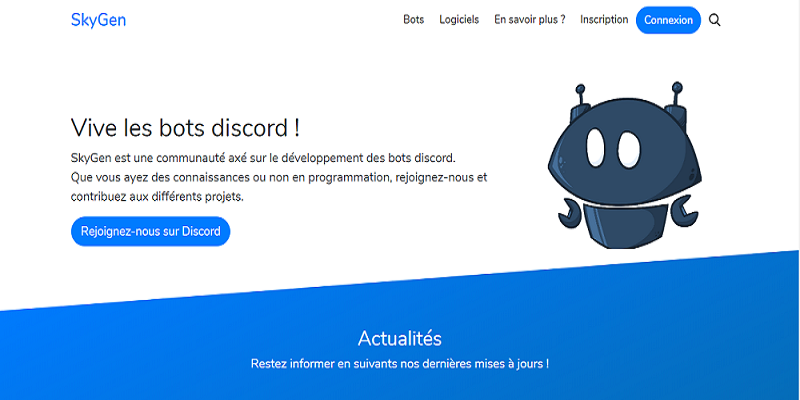 SkyGen
Bots Logiciels En savoir plus ? Inscription Connexion
Vive les bots discord !
SkyGen est une communauté axé sur le développement des bots discord.
Que vous ayez des connaissances ou non en programmation, rejoignez-nous et
contribuez aux différents projets.
Rejoignez-nous sur Discord
Actualités
Restez informer en suivants nos dernières mises à jours !